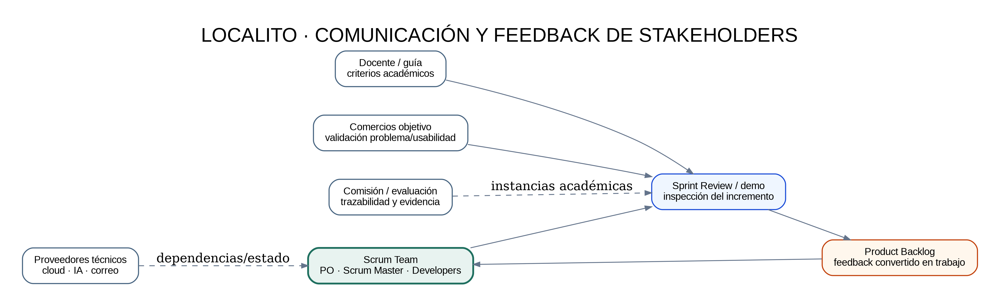 LOCALITO · COMUNICACIÓN Y FEEDBACK DE STAKEHOLDERS
Docente / guía
criterios académicos
Comercios objetivo
validación problema/usabilidad
Comisión / evaluación
trazabilidad y evidencia
instancias académicas
Sprint Review / demo
inspección del incremento
Proveedores técnicos
cloud · IA · correo
dependencias/estado
Scrum Team
PO · Scrum Master · Developers
Product Backlog
feedback convertido en trabajo